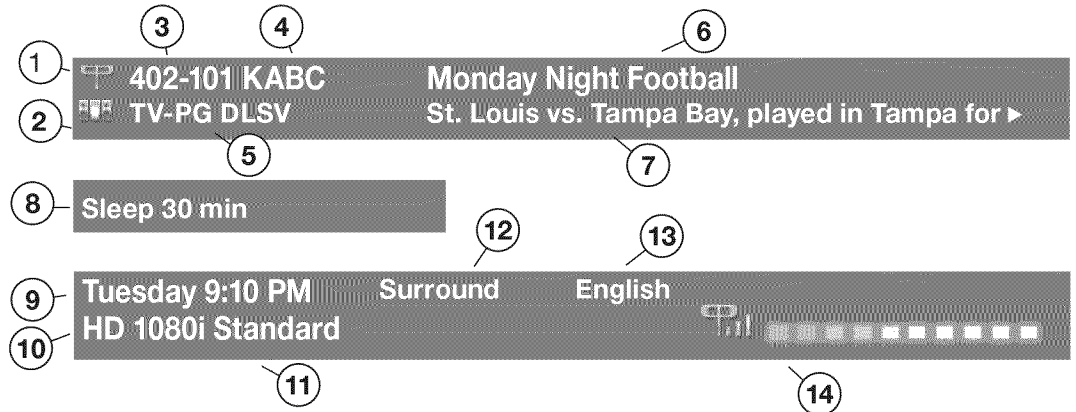 3 4 6
1 402-101 KABC Monday Night Football
2 TV-PG DLSV St. Louis vs. Tampa Bay, played in Tampa for ▶
5 7
8 Sleep 30 min
12 13
9 Tuesday 9:10 PM Surround English
10 HD 1080i Standard
11 14